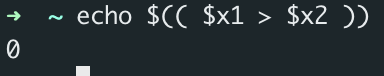 ➜ ~ echo $(( $x1 > $x2 ))
0